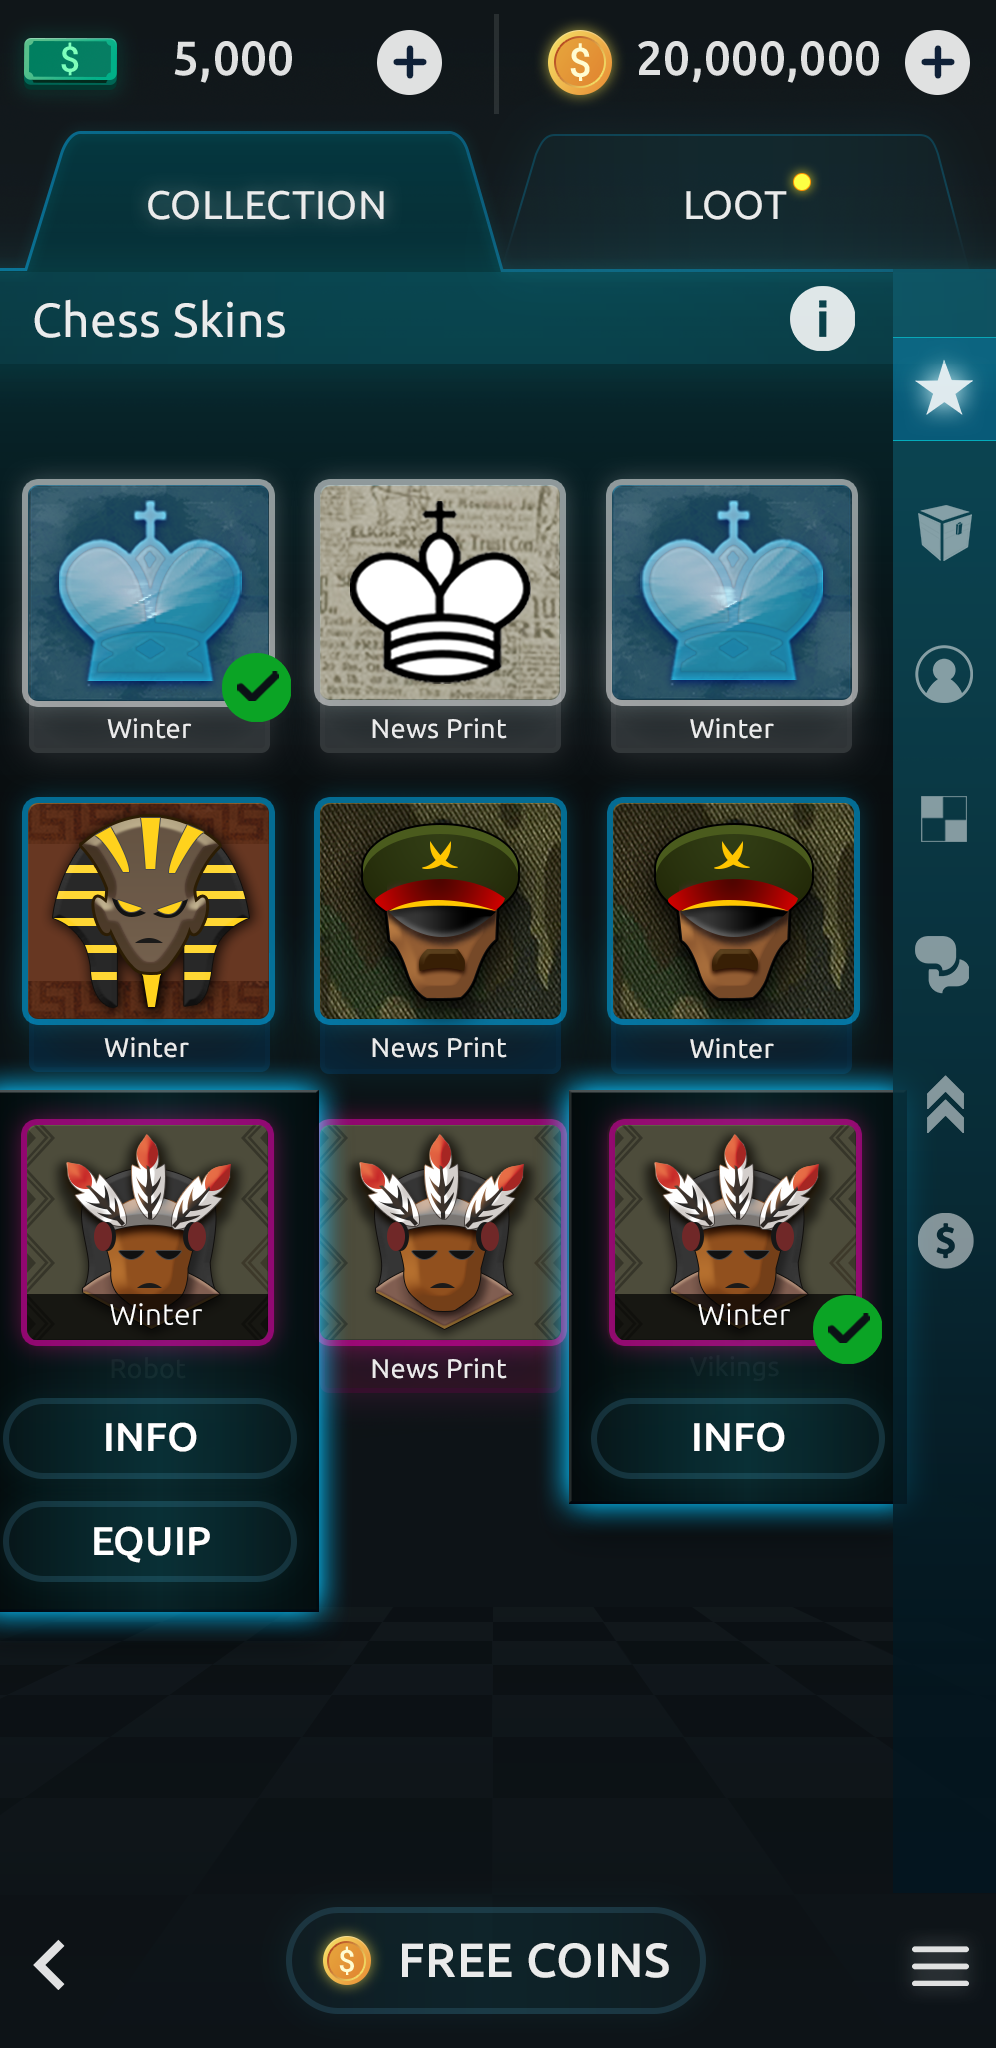 5,000
20,000,000
COLLECTION
LOOT
Chess Skins
Winter
News Print
Winter
Winter
News Print
Winter
Winter
News Print
Winter
Robot
Vikings
INFO
INFO
EQUIP
FREE COINS